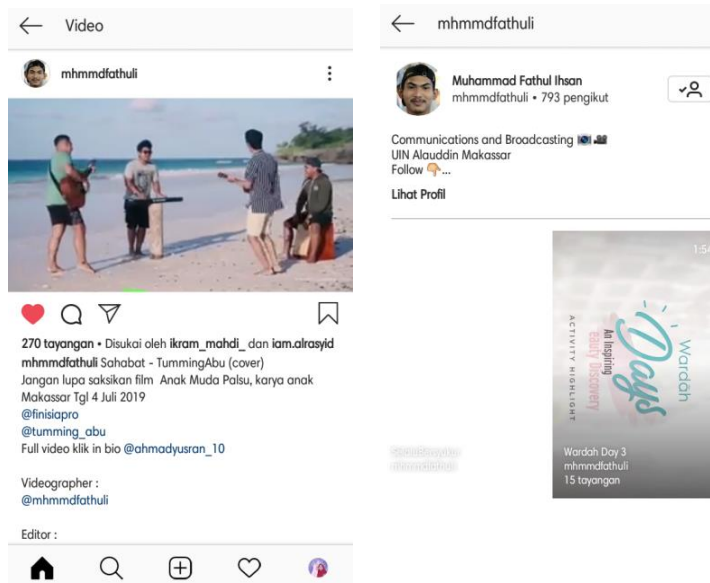 Video
mhmmdfathuli
270 tayangan • Disukai oleh ikram_mahdi_ dan iam.alrasyid
mhmmdfathuli Sahabat - TummingAbu (cover)
Jangan lupa saksikan film Anak Muda Palsu, karya anak
Makassar Tgl 4 Juli 2019
@finisiapro
@tumming_abu
Full video klik in bio @ahmadyusran_10
Videographer :
@mhmmdfathuli
Editor :
mhmmdfathuli
Muhammad Fathul Ihsan
mhmmdfathuli • 793 pengikut
Communications and Broadcasting
UIN Alauddin Makassar
Follow ...
Lihat Profil
mhmmdfathuli
ACTIVITY HIGHLIGHT
An Inspiring
Beauty Discovery
Days
Wardah
Wardah Day 3
mhmmdfathuli
15 tayangan